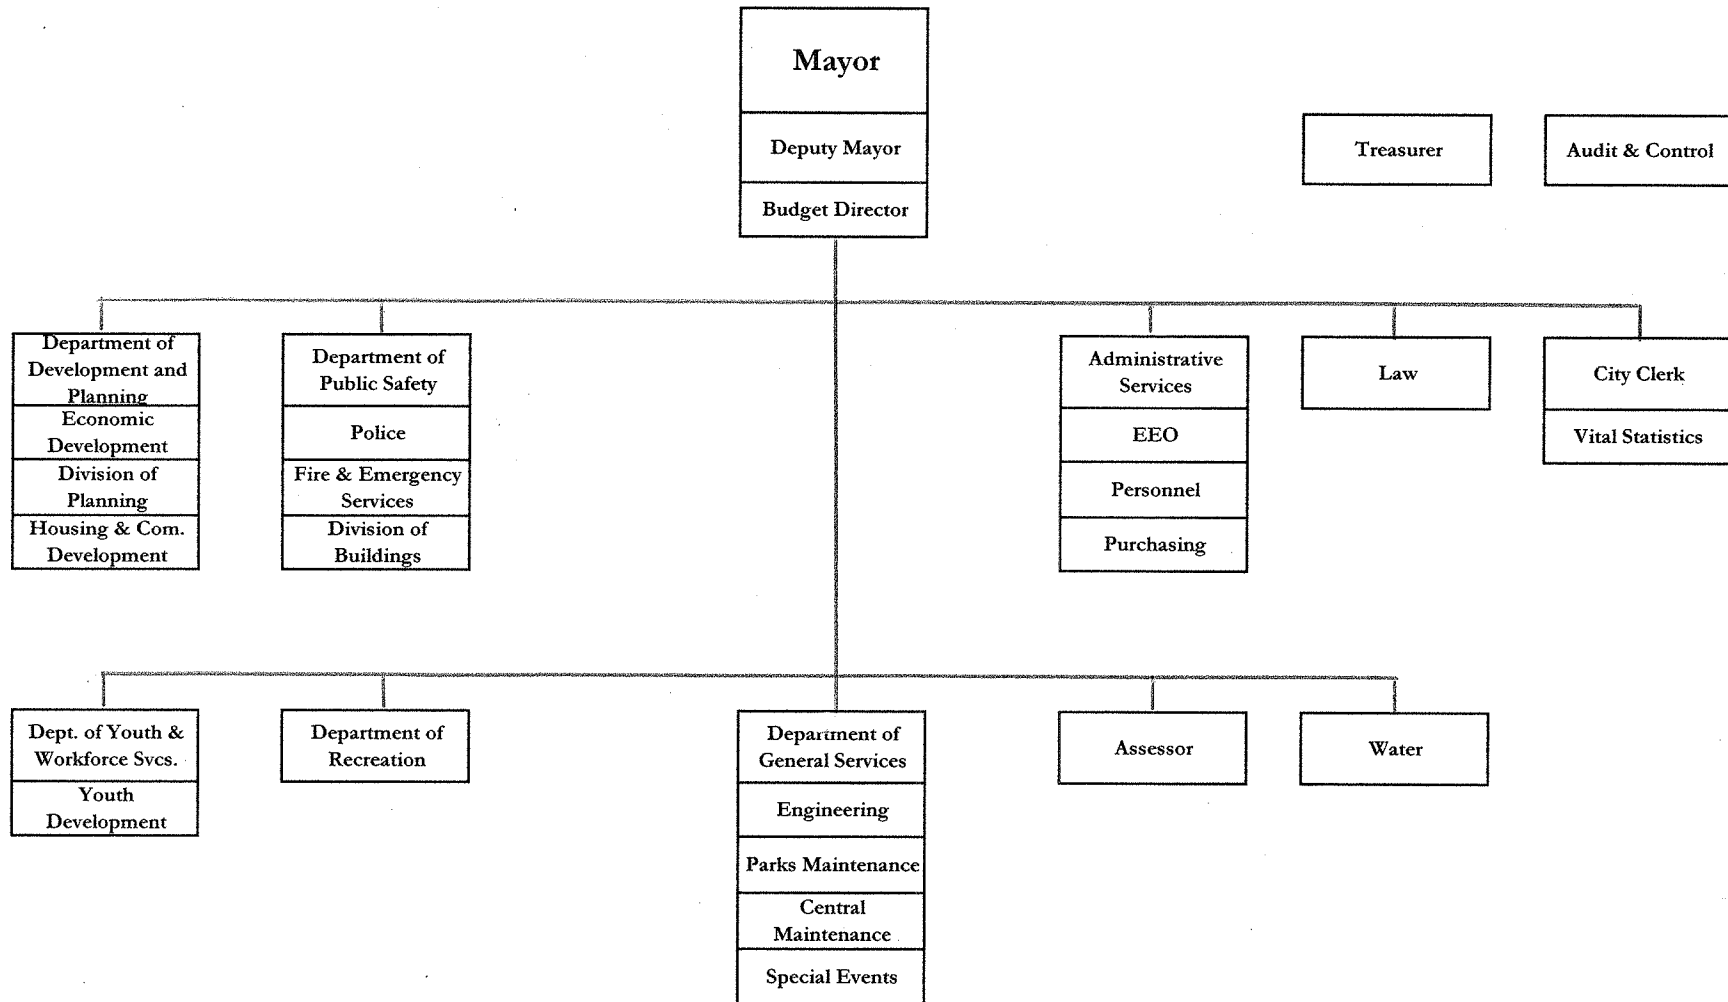 Mayor
Deputy Mayor
Budget Director
Treasurer
Audit & Control
Department of
Development and
Planning
Economic
Development
Division of
Planning
Housing & Com.
Development
Department of
Public Safety
Police
Fire & Emergency
Services
Division of
Buildings
Administrative
Services
EEO
Personnel
Purchasing
Law
City Clerk
Vital Statistics
Dept. of Youth &
Workforce Svcs.
Youth
Development
Department of
Recreation
Department of
General Services
Engineering
Parks Maintenance
Central
Maintenance
Special Events
Assessor
Water